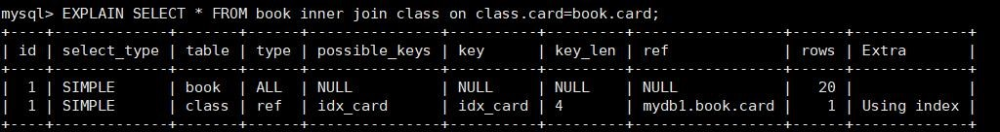 mysql> EXPLAIN SELECT * FROM book inner join class on class.card=book.card;
+----+-------------+-------+------+---------------+----------+---------+-----------------+------+-------------+
| id | select_type | table | type | possible_keys | key      | key_len | ref             | rows | Extra       |
+----+-------------+-------+------+---------------+----------+---------+-----------------+------+-------------+
|  1 | SIMPLE      | book  | ALL  | NULL          | NULL     | NULL    | NULL            |   20 |             |
|  1 | SIMPLE      | class | ref  | idx_card      | idx_card | 4       | mydb1.book.card |    1 | Using index |
+----+-------------+-------+------+---------------+----------+---------+-----------------+------+-------------+